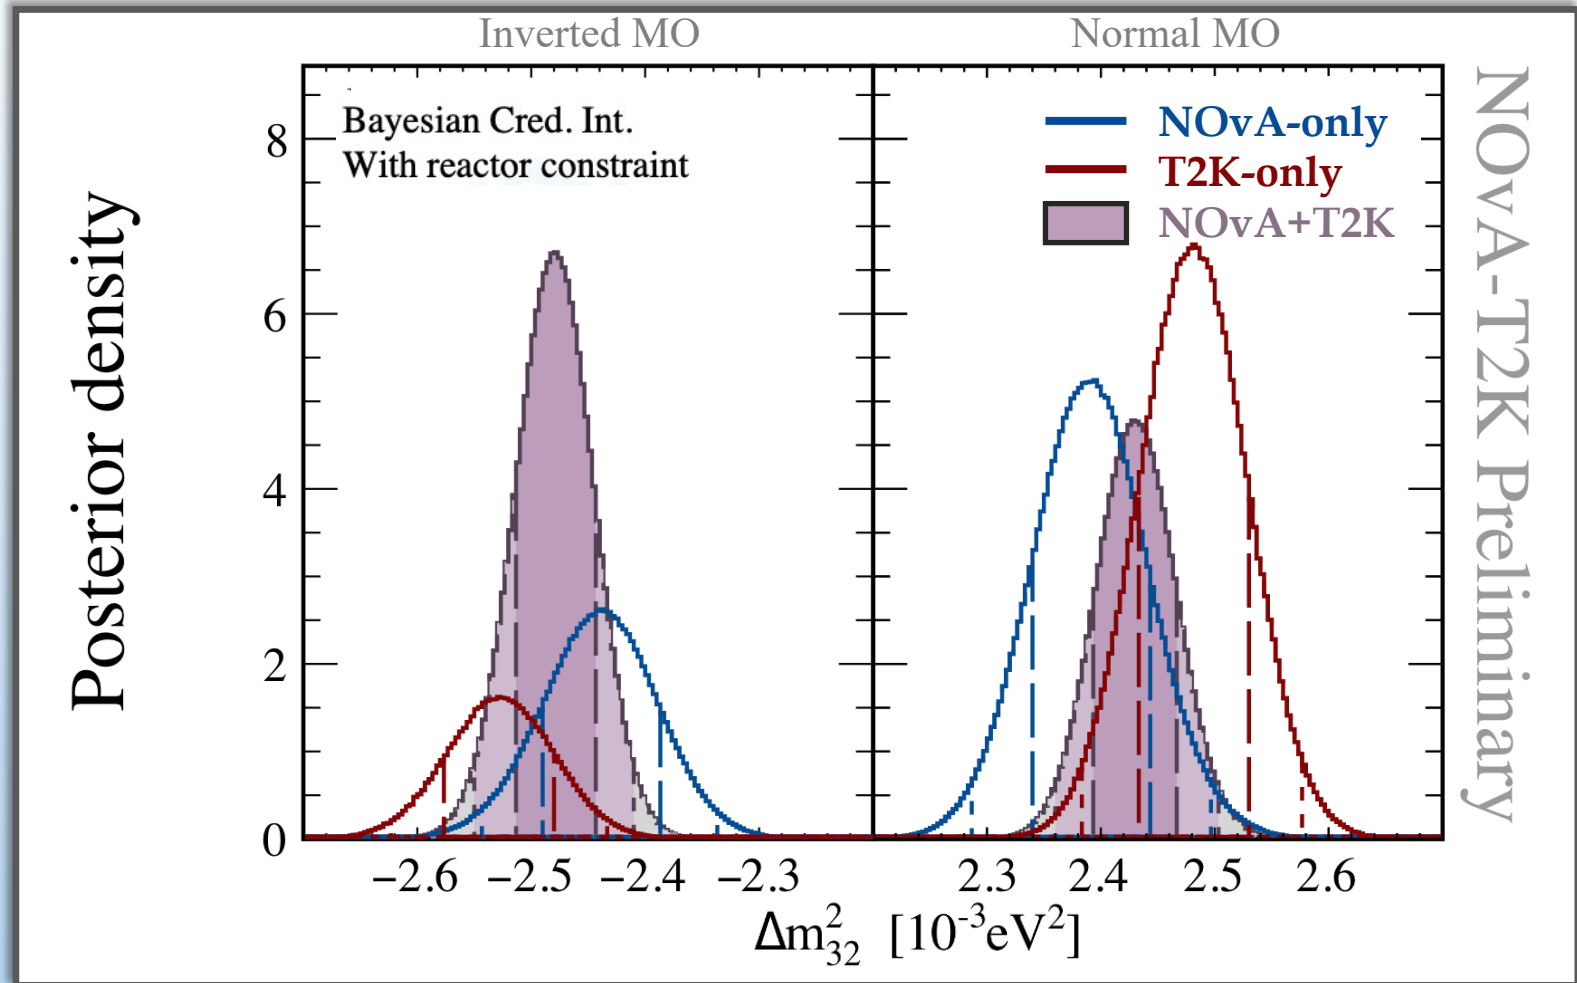 Inverted MO
Normal MO
Bayesian Cred. Int.
With reactor constraint
NOvA-only
T2K-only
NOvA+T2K
NOvA-T2K Preliminary
Posterior density
8
6
4
2
0
−2.6 −2.5 −2.4 −2.3 2.3 2.4 2.5 2.6
Δm²₃₂ [10⁻³eV²]